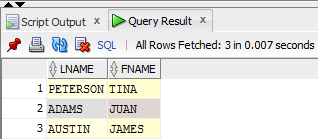 Script Output Query Result
SQL All Rows Fetched: 3 in 0.007 seconds
LNAME FNAME
1 PETERSON TINA
2 ADAMS JUAN
3 AUSTIN JAMES